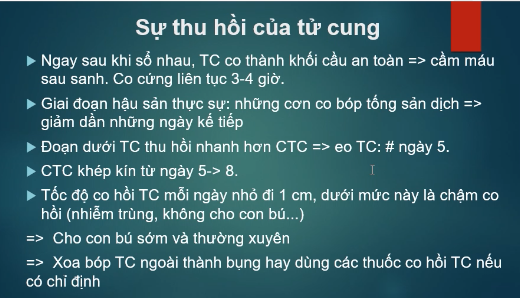 Sự thu hồi của tử cung
Ngay sau khi sổ nhau, TC co thành khối cầu an toàn => cầm máu
sau sanh. Co cứng liên tục 3-4 giờ.
Giai đoạn hậu sản thực sự: những cơn co bóp tống sản dịch =>
giảm dần những ngày kế tiếp
Đoạn dưới TC thu hồi nhanh hơn CTC => eo TC: # ngày 5.
CTC khép kín từ ngày 5-> 8.
Tốc độ co hồi TC mỗi ngày nhỏ đi 1 cm, dưới mức này là chậm co
hồi (nhiễm trùng, không cho con bú...)
=> Cho con bú sớm và thường xuyên
=> Xoa bóp TC ngoài thành bụng hay dùng các thuốc co hồi TC nếu
có chỉ định